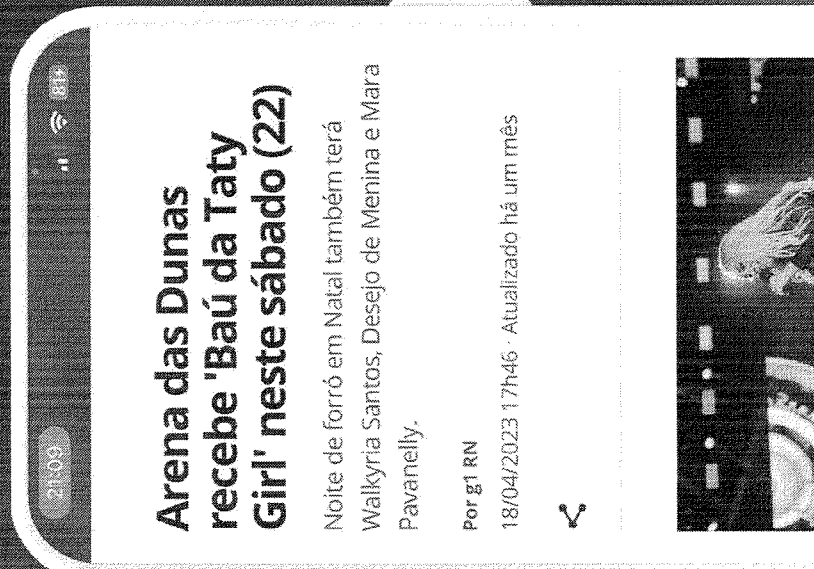 21:09
81
Arena das Dunas
recebe 'Baú da Taty
Girl' neste sábado (22)
Noite de forró em Natal também terá
Walkyria Santos, Desejo de Menina e Mara
Pavanelly.
Por g1 RN
18/04/2023 17h46 · Atualizado há um mês